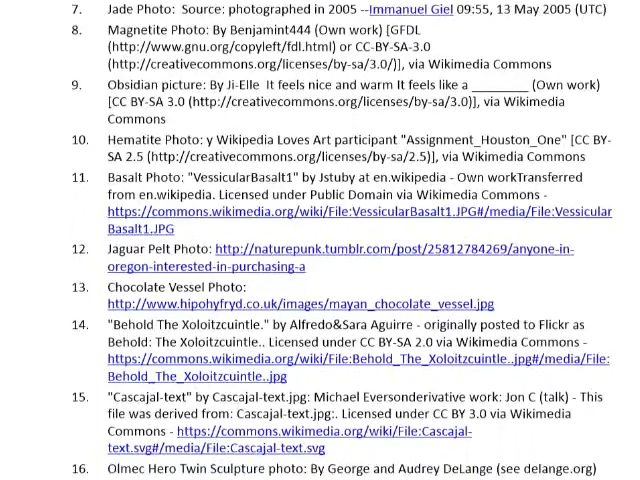 7. Jade Photo: Source: photographed in 2005 --Immanuel Giel 09:55, 13 May 2005 (UTC)
8. Magnetite Photo: By Benjamint444 (Own work) [GFDL
(http://www.gnu.org/copyleft/fdl.html) or CC-BY-SA-3.0
(http://creativecommons.org/licenses/by-sa/3.0/)], via Wikimedia Commons
9. Obsidian picture: By Ji-Elle It feels nice and warm It feels like a ________ (Own work)
[CC BY-SA 3.0 (http://creativecommons.org/licenses/by-sa/3.0)], via Wikimedia
Commons
10. Hematite Photo: y Wikipedia Loves Art participant "Assignment_Houston_One" [CC BY-
SA 2.5 (http://creativecommons.org/licenses/by-sa/2.5)], via Wikimedia Commons
11. Basalt Photo: "VessicularBasalt1" by Jstuby at en.wikipedia - Own workTransferred
from en.wikipedia. Licensed under Public Domain via Wikimedia Commons -
https://commons.wikimedia.org/wiki/File:VessicularBasalt1.JPG#/media/File:Vessicular
Basalt1.JPG
12. Jaguar Pelt Photo: http://naturepunk.tumblr.com/post/25812784269/anyone-in-
oregon-interested-in-purchasing-a
13. Chocolate Vessel Photo:
http://www.hipohyfryd.co.uk/images/mayan_chocolate_vessel.jpg
14. "Behold The Xoloitzcuintle." by Alfredo&Sara Aguirre - originally posted to Flickr as
Behold: The Xoloitzcuintle.. Licensed under CC BY-SA 2.0 via Wikimedia Commons -
https://commons.wikimedia.org/wiki/File:Behold_The_Xoloitzcuintle..jpg#/media/File:
Behold_The_Xoloitzcuintle..jpg
15. "Cascajal-text" by Cascajal-text.jpg: Michael Eversonderivative work: Jon C (talk) - This
file was derived from: Cascajal-text.jpg:. Licensed under CC BY 3.0 via Wikimedia
Commons - https://commons.wikimedia.org/wiki/File:Cascajal-
text.svg#/media/File:Cascajal-text.svg
16. Olmec Hero Twin Sculpture photo: By George and Audrey DeLange (see delange.org)